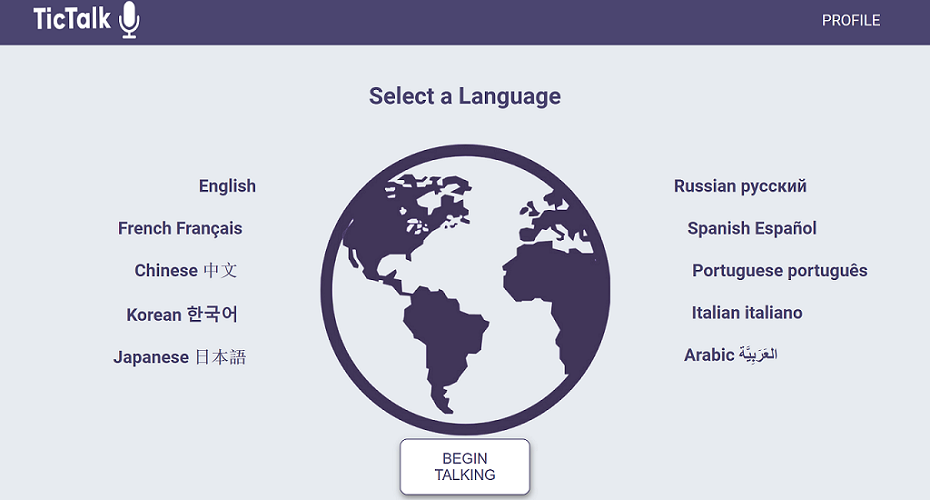 TicTalk
PROFILE
Select a Language
English
French Français
Chinese 中文
Korean 한국어
Japanese 日本語
Russian русский
Spanish Español
Portuguese português
Italian italiano
Arabic العَرَبِيَّة
BEGIN
TALKING